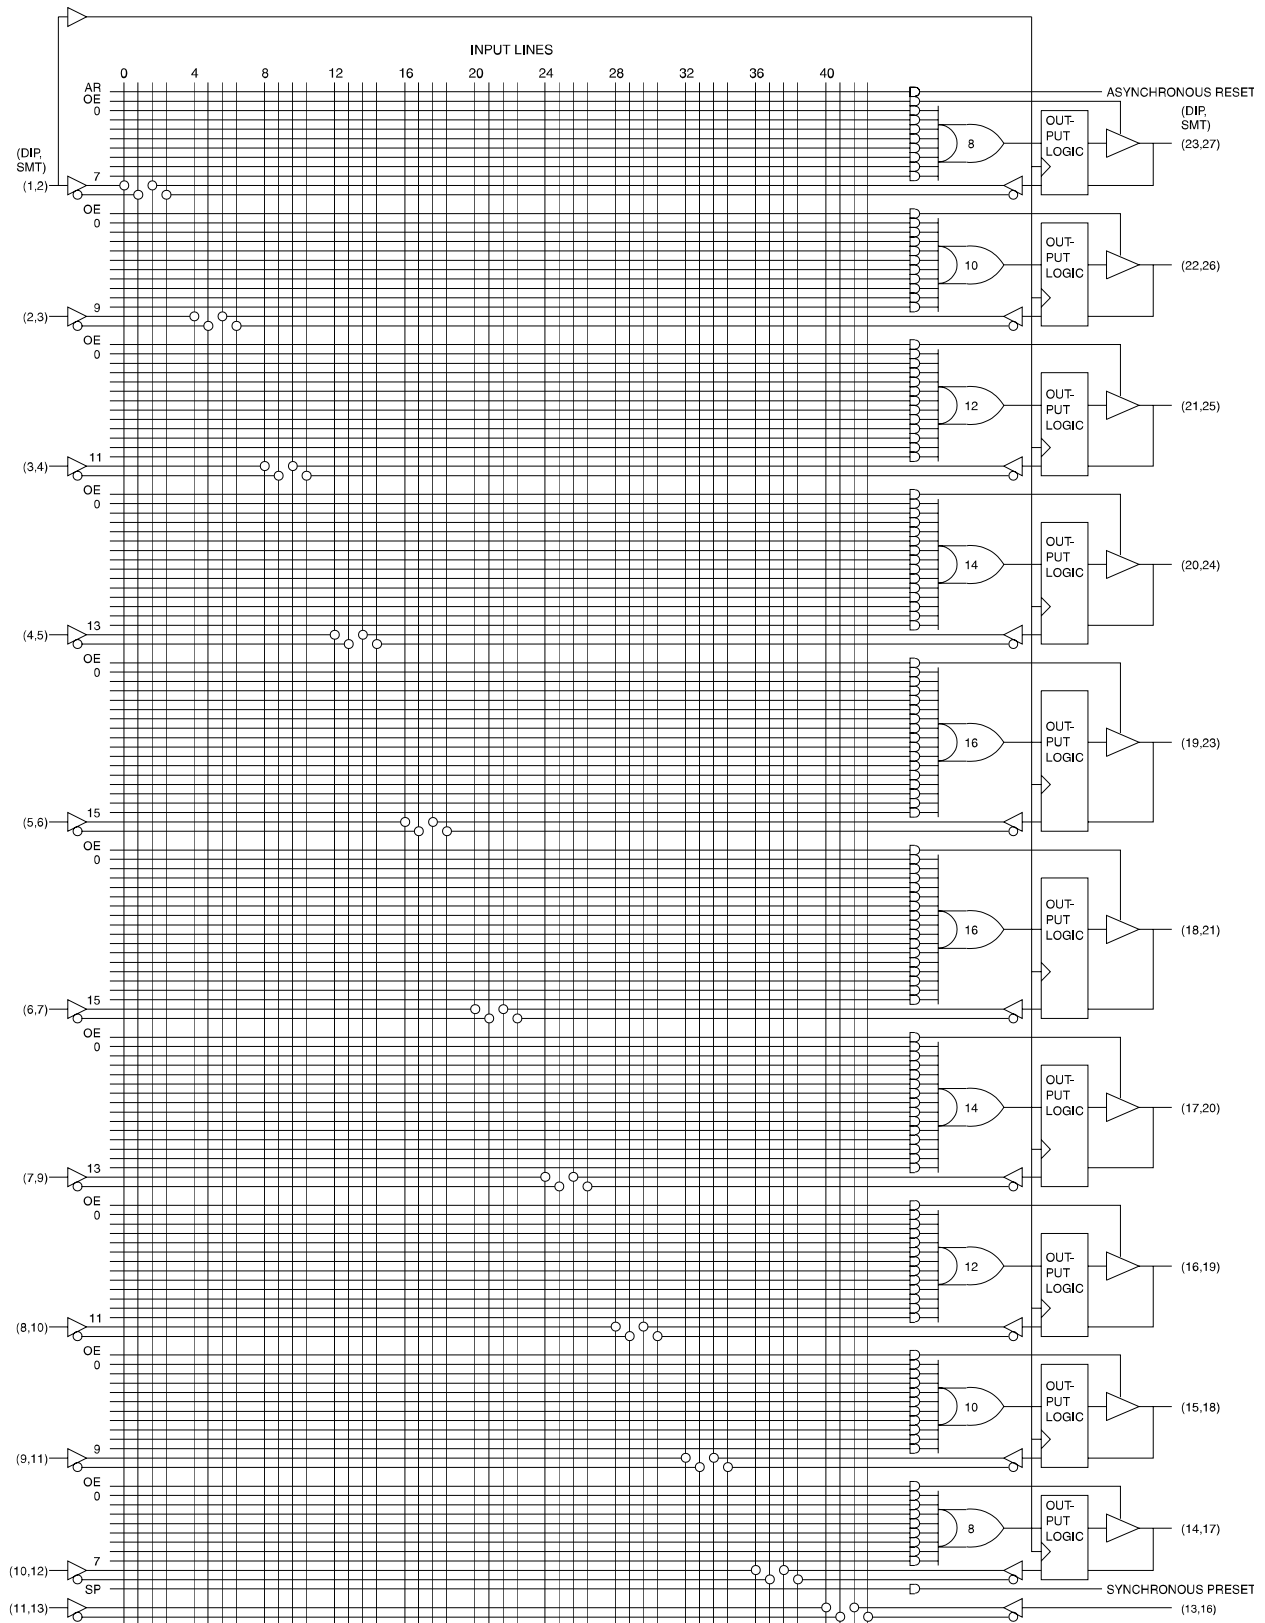 INPUT LINES
0 4 8 12 16 20 24 28 32 36 40
AR
OE
0
ASYNCHRONOUS RESET
(DIP,
SMT)
(DIP,
SMT)
8
OUT-
PUT
LOGIC
(23,27)
7
(1,2)
OE
0
10
OUT-
PUT
LOGIC
(22,26)
9
(2,3)
OE
0
12
OUT-
PUT
LOGIC
(21,25)
11
(3,4)
OE
0
14
OUT-
PUT
LOGIC
(20,24)
13
(4,5)
OE
0
16
OUT-
PUT
LOGIC
(19,23)
15
(5,6)
OE
0
16
OUT-
PUT
LOGIC
(18,21)
15
(6,7)
OE
0
14
OUT-
PUT
LOGIC
(17,20)
13
(7,9)
OE
0
12
OUT-
PUT
LOGIC
(16,19)
11
(8,10)
OE
0
10
OUT-
PUT
LOGIC
(15,18)
9
(9,11)
OE
0
8
OUT-
PUT
LOGIC
(14,17)
7
(10,12)
SP
SYNCHRONOUS PRESET
(11,13)
(13,16)